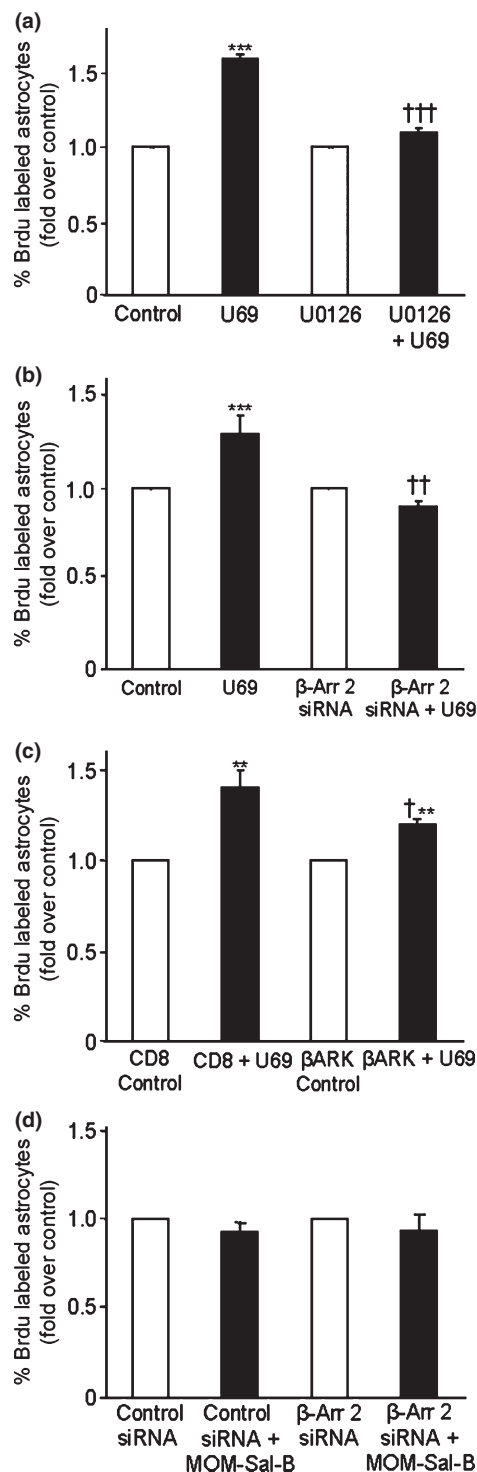 (a)
% Brdu labeled astrocytes
(fold over control)
1.5
1.0
0.5
0
***
†††
Control
U69
U0126
U0126
+ U69
(b)
% Brdu labeled astrocytes
(fold over control)
1.5
1.0
0.5
0
***
††
Control
U69
β-Arr 2
siRNA
β-Arr 2
siRNA + U69
(c)
% Brdu labeled astrocytes
(fold over control)
1.5
1.0
0.5
0
**
†**
CD8
Control
CD8 + U69
βARK
Control
βARK + U69
(d)
% Brdu labeled astrocytes
(fold over control)
1.5
1.0
0.5
0
Control
siRNA
Control
siRNA +
MOM-Sal-B
β-Arr 2
siRNA
β-Arr 2
siRNA +
MOM-Sal-B